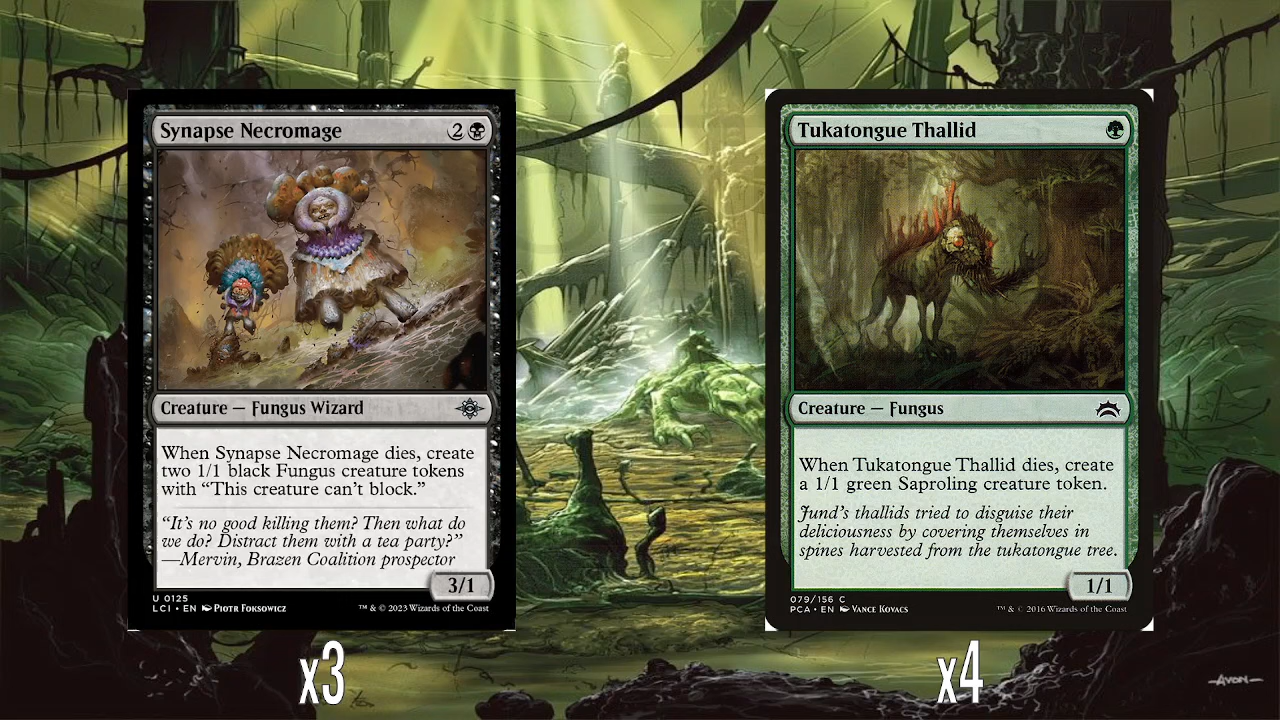 Synapse Necromage 2
Creature — Fungus Wizard
When Synapse Necromage dies, create
two 1/1 black Fungus creature tokens
with “This creature can't block.”
“It's no good killing them? Then what do
we do? Distract them with a tea party?”
—Mervin, Brazen Coalition prospector
3/1
U 0125
LCI • EN Piotr Foksowicz
™ & © 2023 Wizards of the Coast
x3
Tukatongue Thallid
Creature — Fungus
When Tukatongue Thallid dies, create
a 1/1 green Saproling creature token.
Jund's thallids tried to disguise their
deliciousness by covering themselves in
spines harvested from the tukatongue tree.
1/1
079/156 C
PCA • EN Vance Kovacs
™ & © 2016 Wizards of the Coast
x4
—AVON—